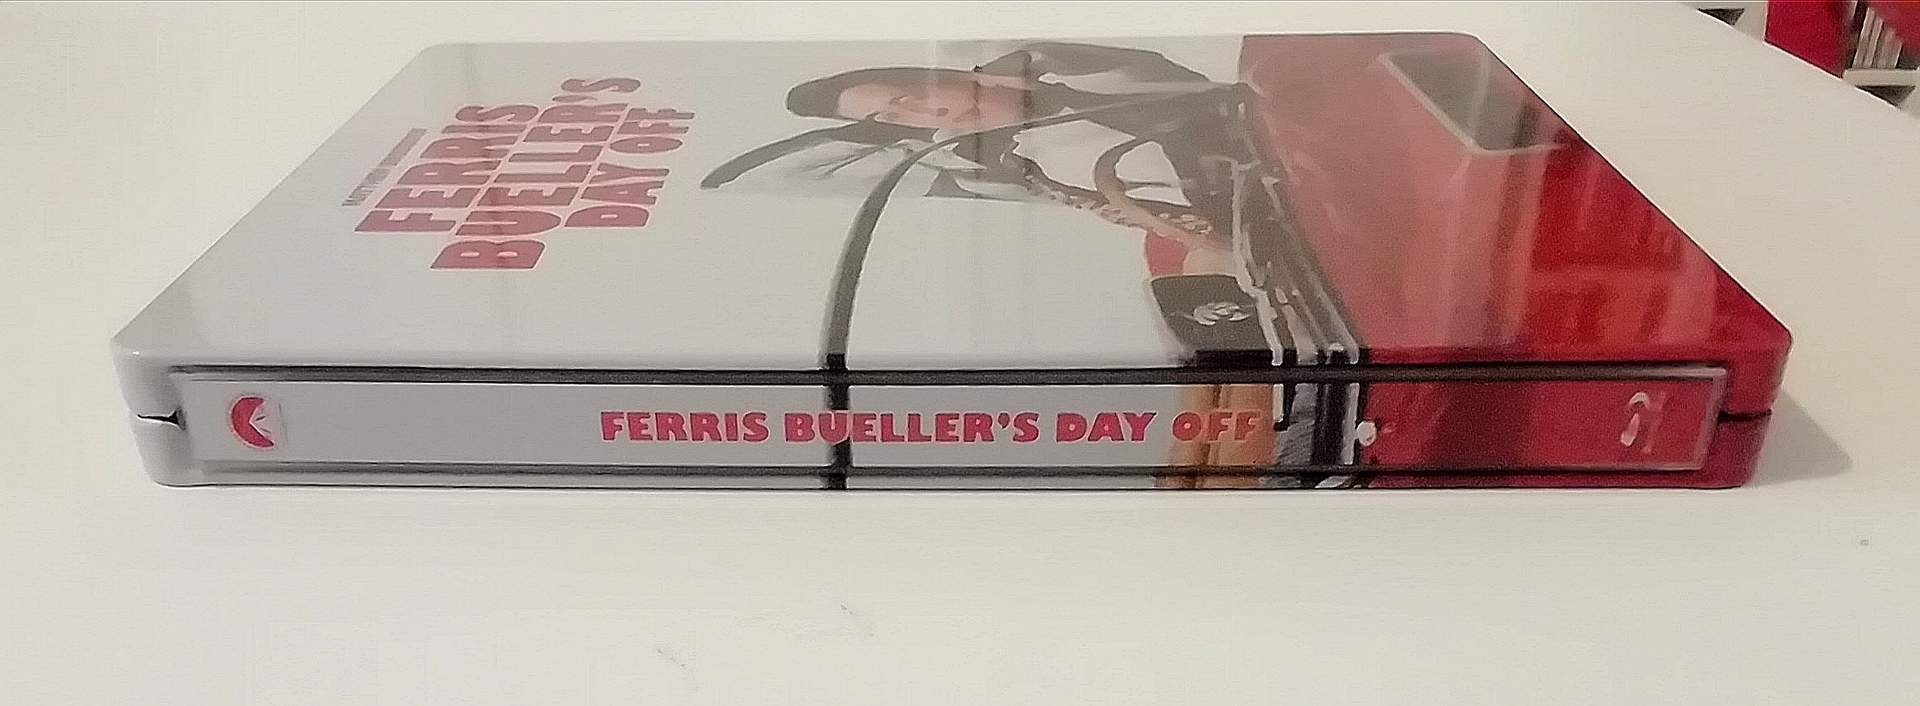 FERRIS
BUELLER'S
DAY OFF
FERRIS BUELLER'S DAY OFF